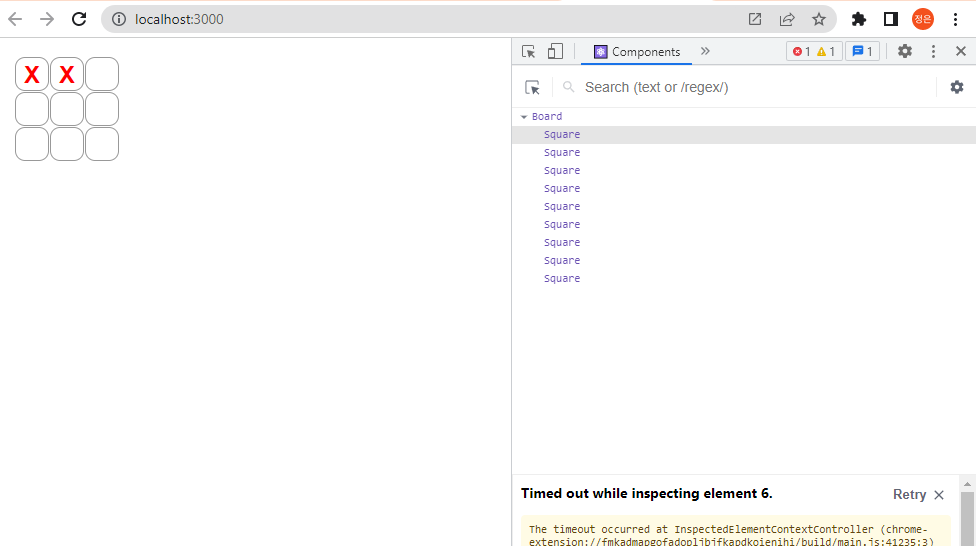 localhost:3000
정은
X X
Components
1 1 1
Search (text or /regex/)
Board
Square
Square
Square
Square
Square
Square
Square
Square
Square
Timed out while inspecting element 6.
Retry
The timeout occurred at InspectedElementContextController (chrome-
extension://fmkadmapgofadopljbjfkapdkoienihi/build/main.js:41235:3)